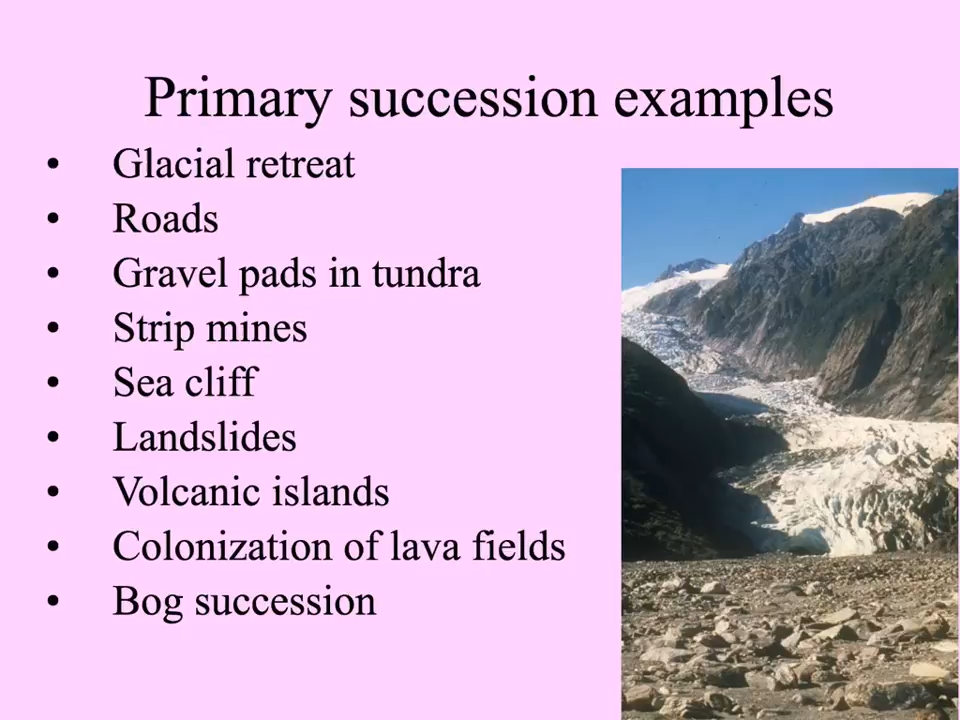 Primary succession examples
• Glacial retreat
• Roads
• Gravel pads in tundra
• Strip mines
• Sea cliff
• Landslides
• Volcanic islands
• Colonization of lava fields
• Bog succession